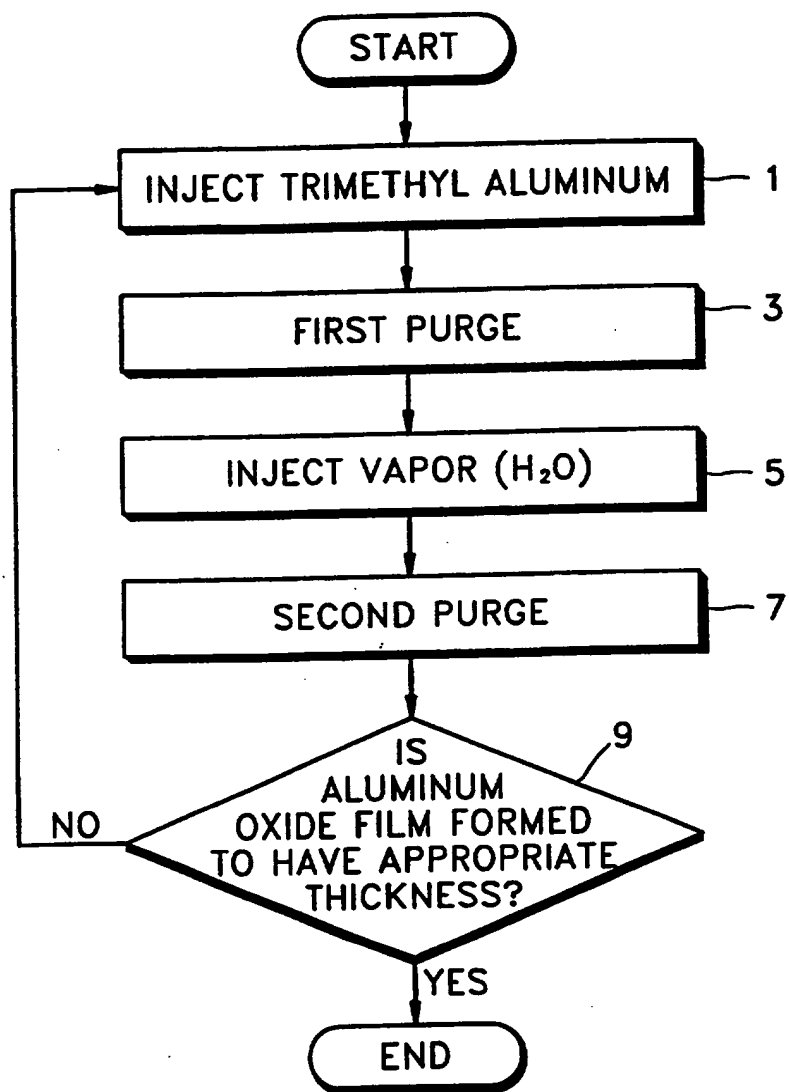 START
INJECT TRIMETHYL ALUMINUM
1
FIRST PURGE
3
INJECT VAPOR (H₂O)
5
SECOND PURGE
7
9
IS
ALUMINUM
OXIDE FILM FORMED
TO HAVE APPROPRIATE
THICKNESS?
NO
YES
END